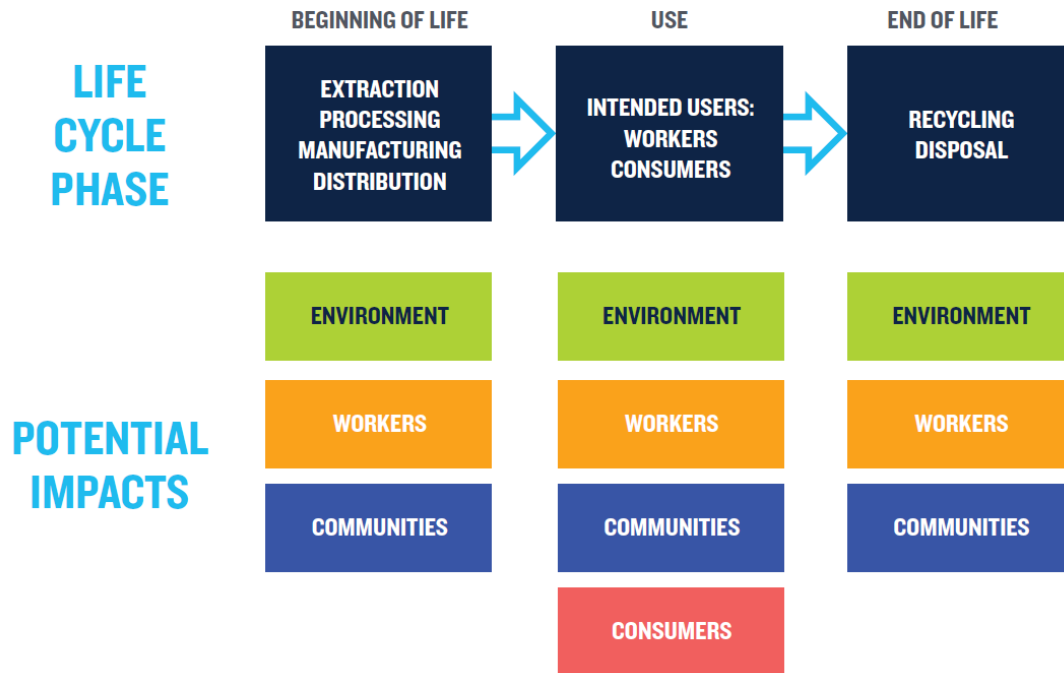 BEGINNING OF LIFE
USE
END OF LIFE
LIFE
CYCLE
PHASE
EXTRACTION
PROCESSING
MANUFACTURING
DISTRIBUTION
INTENDED USERS:
WORKERS
CONSUMERS
RECYCLING
DISPOSAL
POTENTIAL
IMPACTS
ENVIRONMENT
ENVIRONMENT
ENVIRONMENT
WORKERS
WORKERS
WORKERS
COMMUNITIES
COMMUNITIES
COMMUNITIES
CONSUMERS